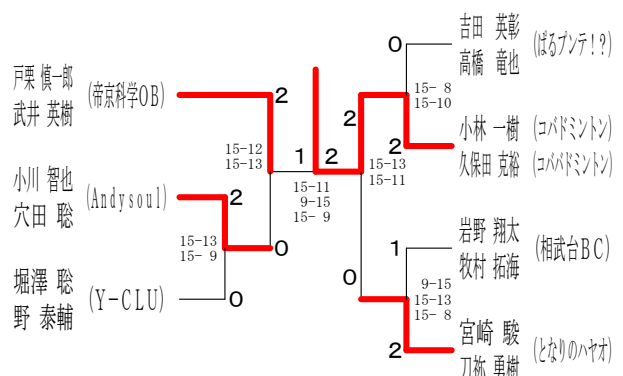 戸栗 慎一郎
武井 英樹
(帝京科学OB)
2
15-12
15-13
小川 智也
穴田 聡
(Andysoul)
2
15-13
15- 9
0
堀澤 聡
野 泰輔
(Y-CLU)
0
1
2
15-11
9-15
15- 9
吉田 英彰
高橋 竜也
(ぱるプンテ!?)
0
15- 8
15-10
2
15-13
15-11
小林 一樹 (コバドミントン)
久保田 克裕 (コババドミントン)
2
岩野 翔太
牧村 拓海
(相武台BC)
1
9-15
15-13
15- 8
0
宮崎 駿
刀祢 勇樹
(となりのハヤオ)
2